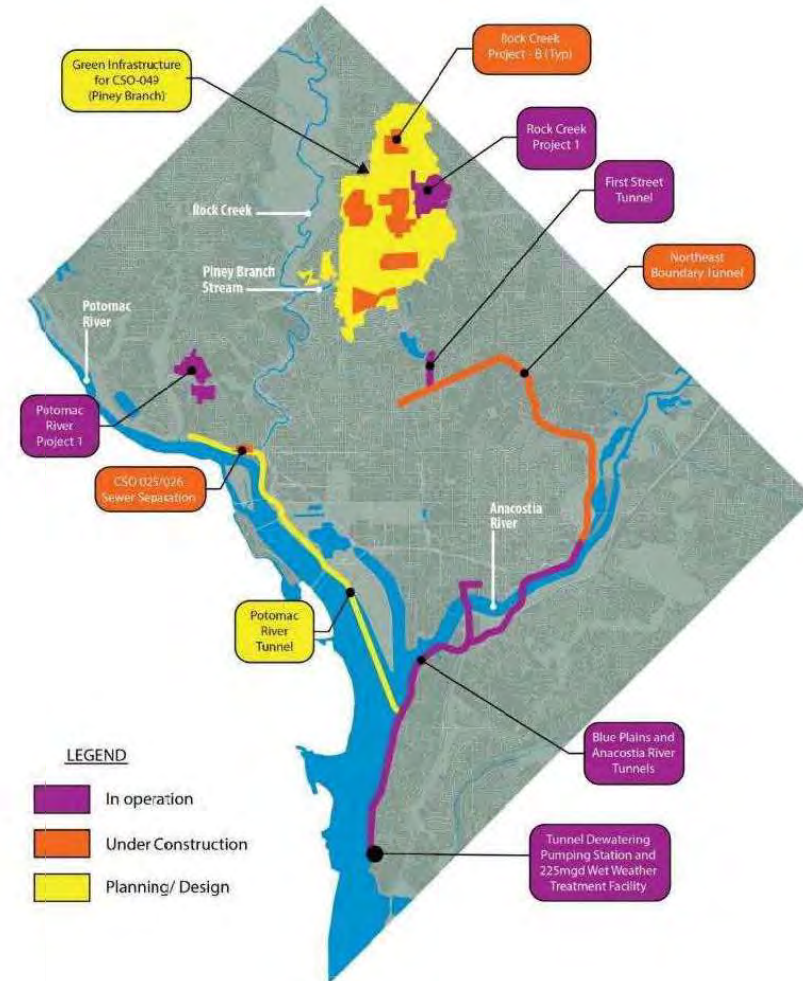 Green Infrastructure
for CSO-049
(Piney Branch)
Rock Creek
Project - B (Typ)
Rock Creek
Project 1
First Street
Tunnel
Northeast
Boundary Tunnel
Rock Creek
Piney Branch
Stream
Potomac
River
Potomac
River
Project 1
CSO 025/026
Sewer Separation
Anacostia
River
Potomac
River
Tunnel
Blue Plains and
Anacostia River
Tunnels
Tunnel Dewatering
Pumping Station and
225mgd Wet Weather
Treatment Facility
LEGEND
In operation
Under Construction
Planning/ Design